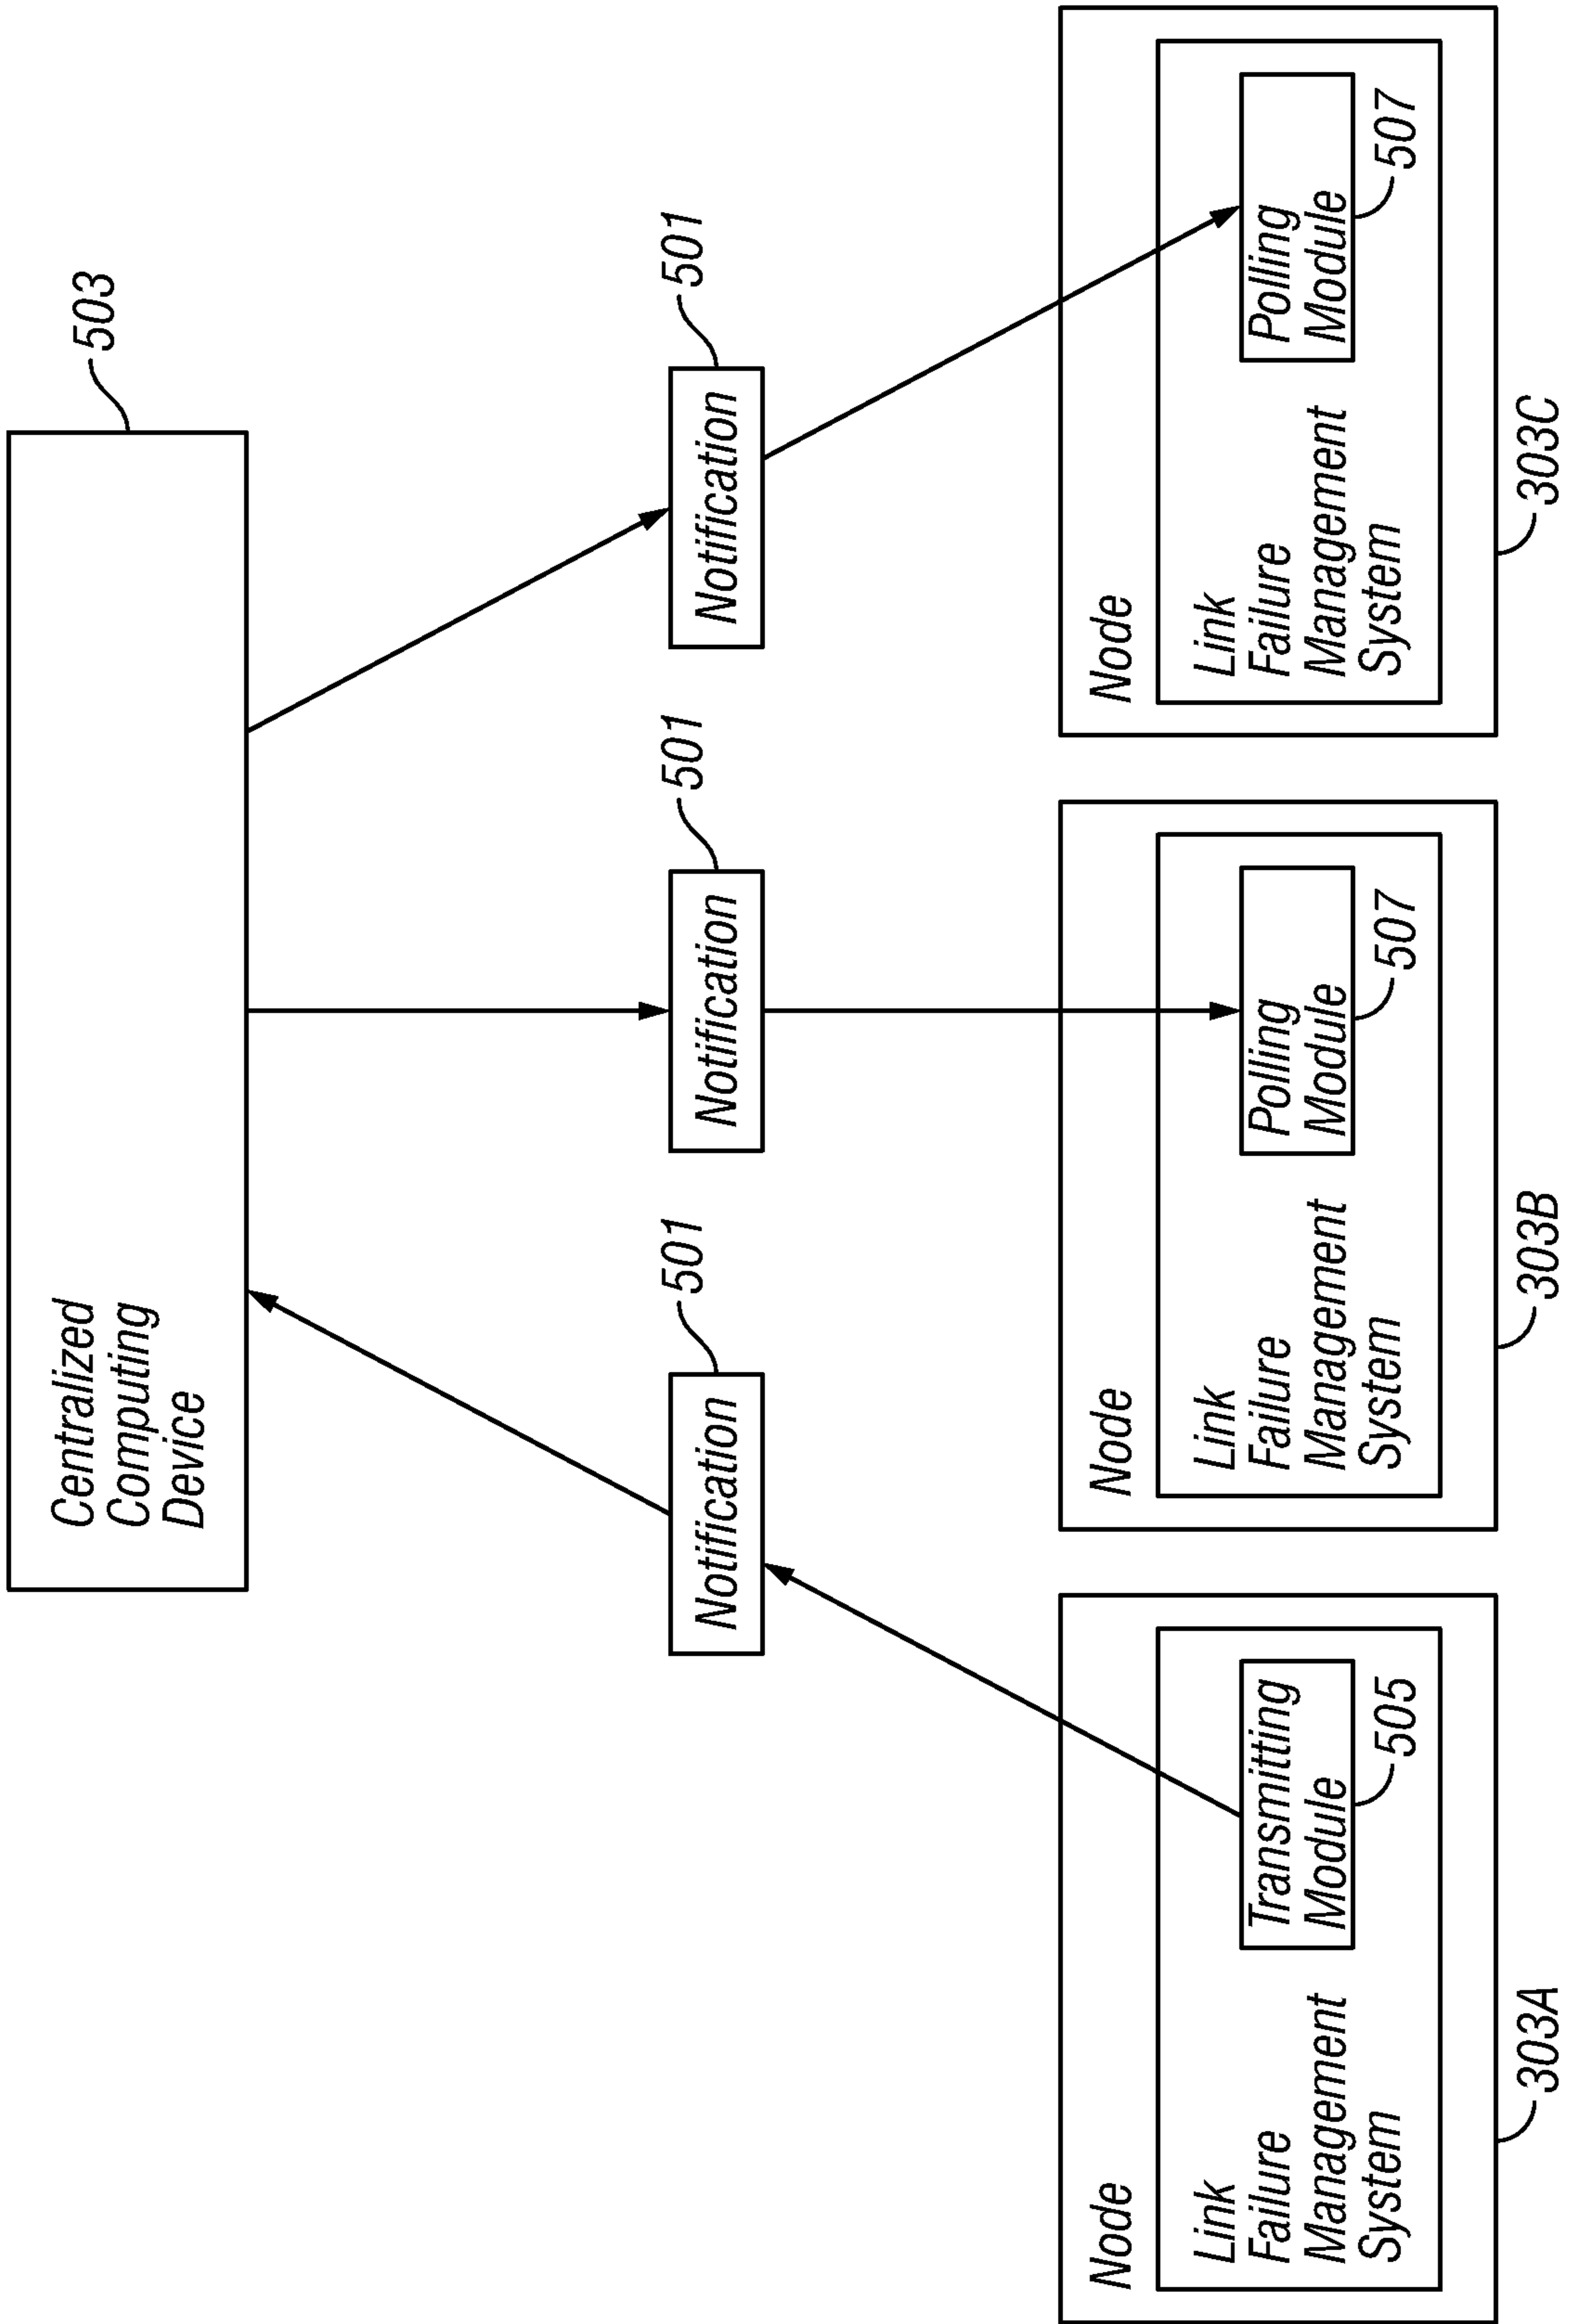 Centralized
Computing
Device
503
Notification
501
Notification
501
Notification
501
Node
Link
Failure
Management
System
Transmitting
Module
505
303A
Node
Link
Failure
Management
System
Polling
Module
507
303B
Node
Link
Failure
Management
System
Polling
Module
507
303C